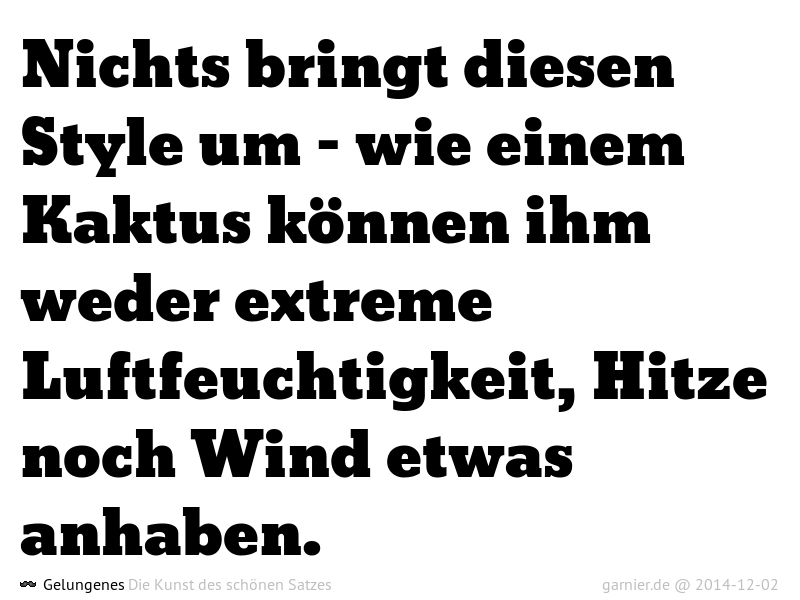 Nichts bringt diesen
Style um - wie einem
Kaktus können ihm
weder extreme
Luftfeuchtigkeit, Hitze
noch Wind etwas
anhaben.
Gelungenes Die Kunst des schönen Satzes garnier.de @ 2014-12-02